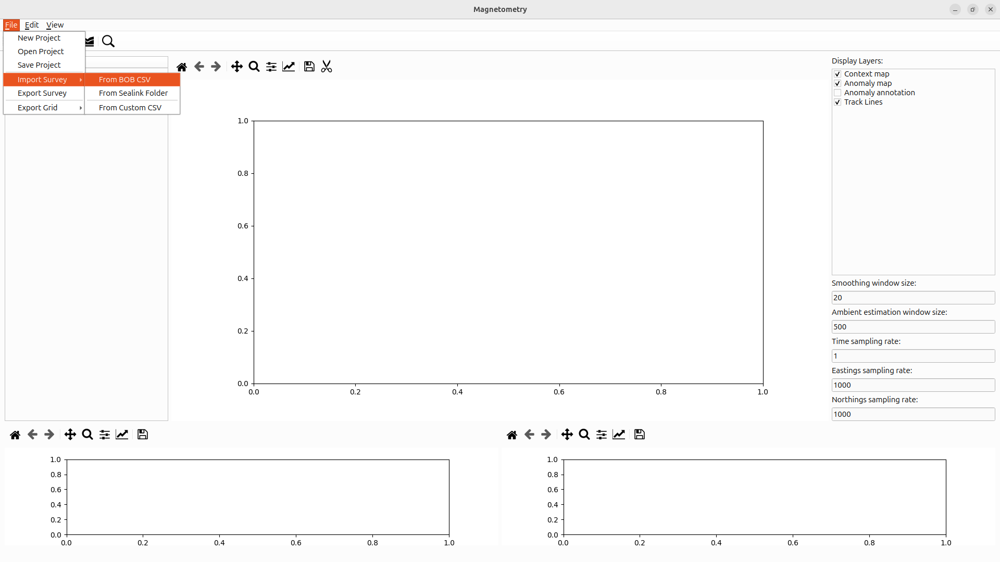 Magnetometry
File Edit View
New Project
Open Project
Save Project
Import Survey
Export Survey
Export Grid
From BOB CSV
From Sealink Folder
From Custom CSV
1.0
0.8
0.6
0.4
0.2
0.0
0.0 0.2 0.4 0.6 0.8 1.0
Display Layers:
Context map
Anomaly map
Anomaly annotation
Track Lines
Smoothing window size:
20
Ambient estimation window size:
500
Time sampling rate:
1
Eastings sampling rate:
1000
Northings sampling rate:
1000
1.0
0.8
0.6
0.4
0.2
0.0
0.0 0.2 0.4 0.6 0.8 1.0
1.0
0.8
0.6
0.4
0.2
0.0
0.0 0.2 0.4 0.6 0.8 1.0